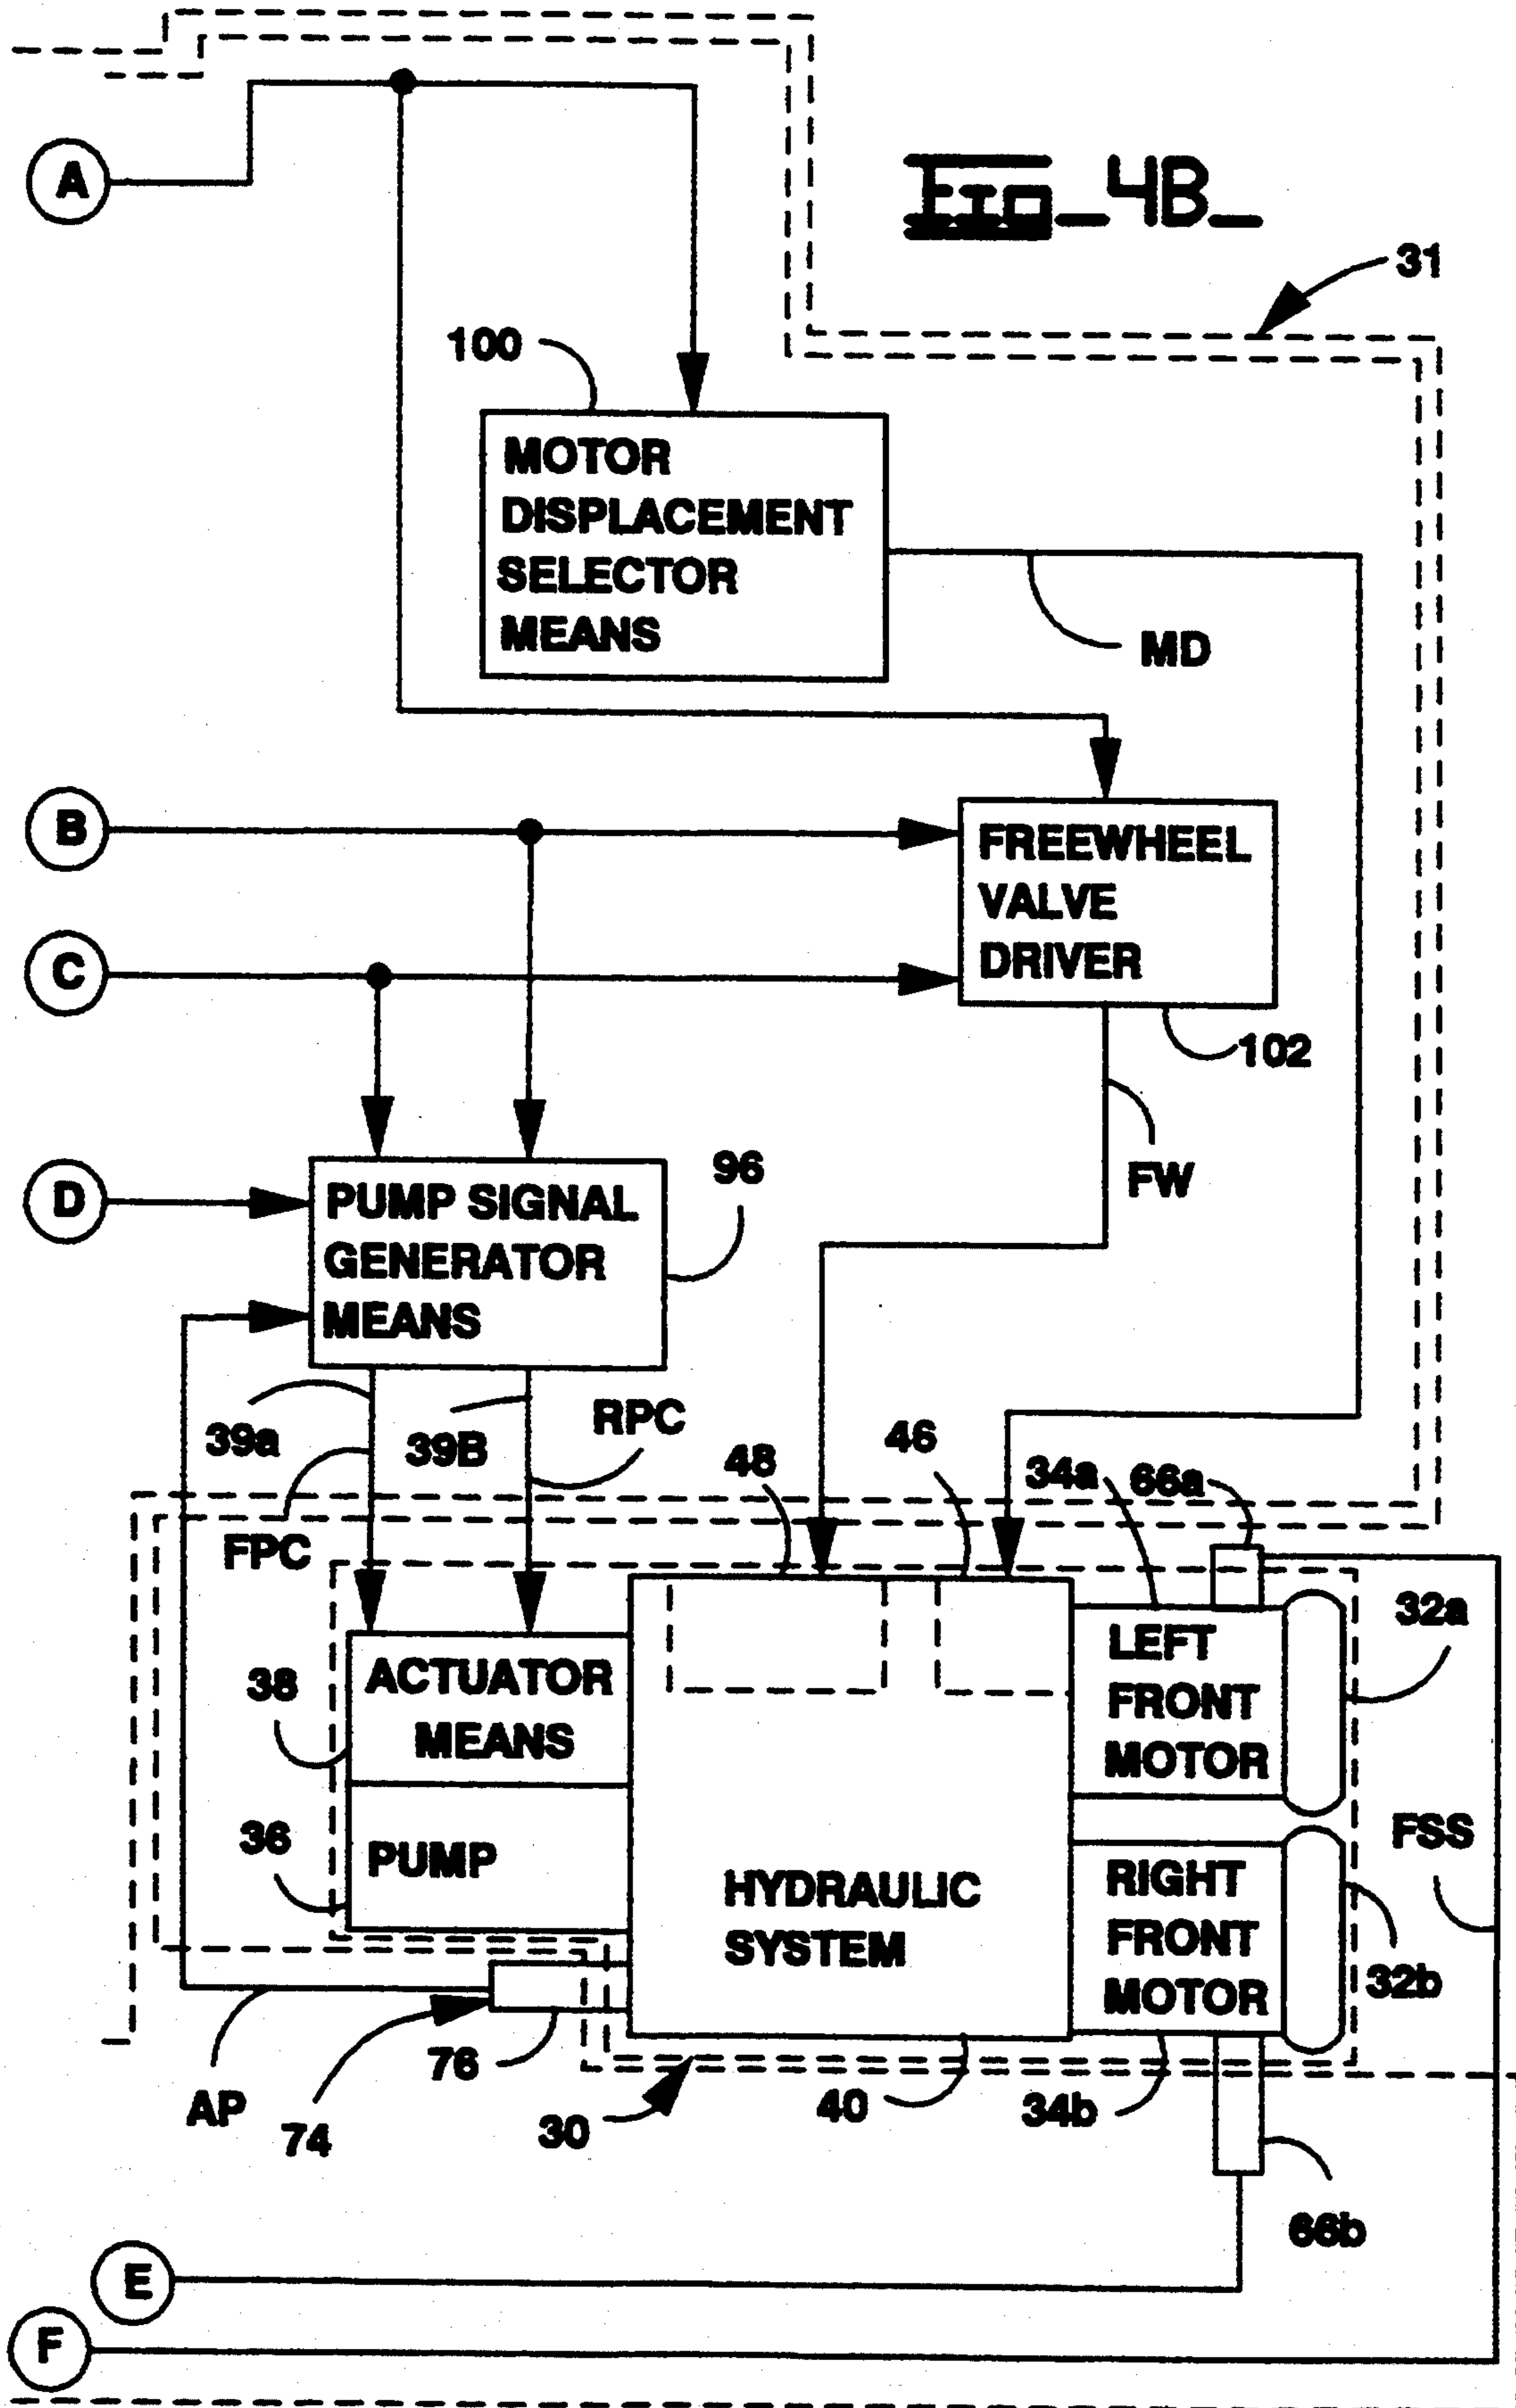 A
FIG_4B_
31
100
MOTOR
DISPLACEMENT
SELECTOR
MEANS
MD
B
FREEWHEEL
VALVE
DRIVER
C
102
FW
D
96
PUMP SIGNAL
GENERATOR
MEANS
39a
39B
RPC
48
46
34a
66a
FPC
38
ACTUATOR
MEANS
LEFT
FRONT
MOTOR
32a
36
PUMP
HYDRAULIC
SYSTEM
RIGHT
FRONT
MOTOR
FSS
32b
AP
74
76
30
40
34b
66b
E
F